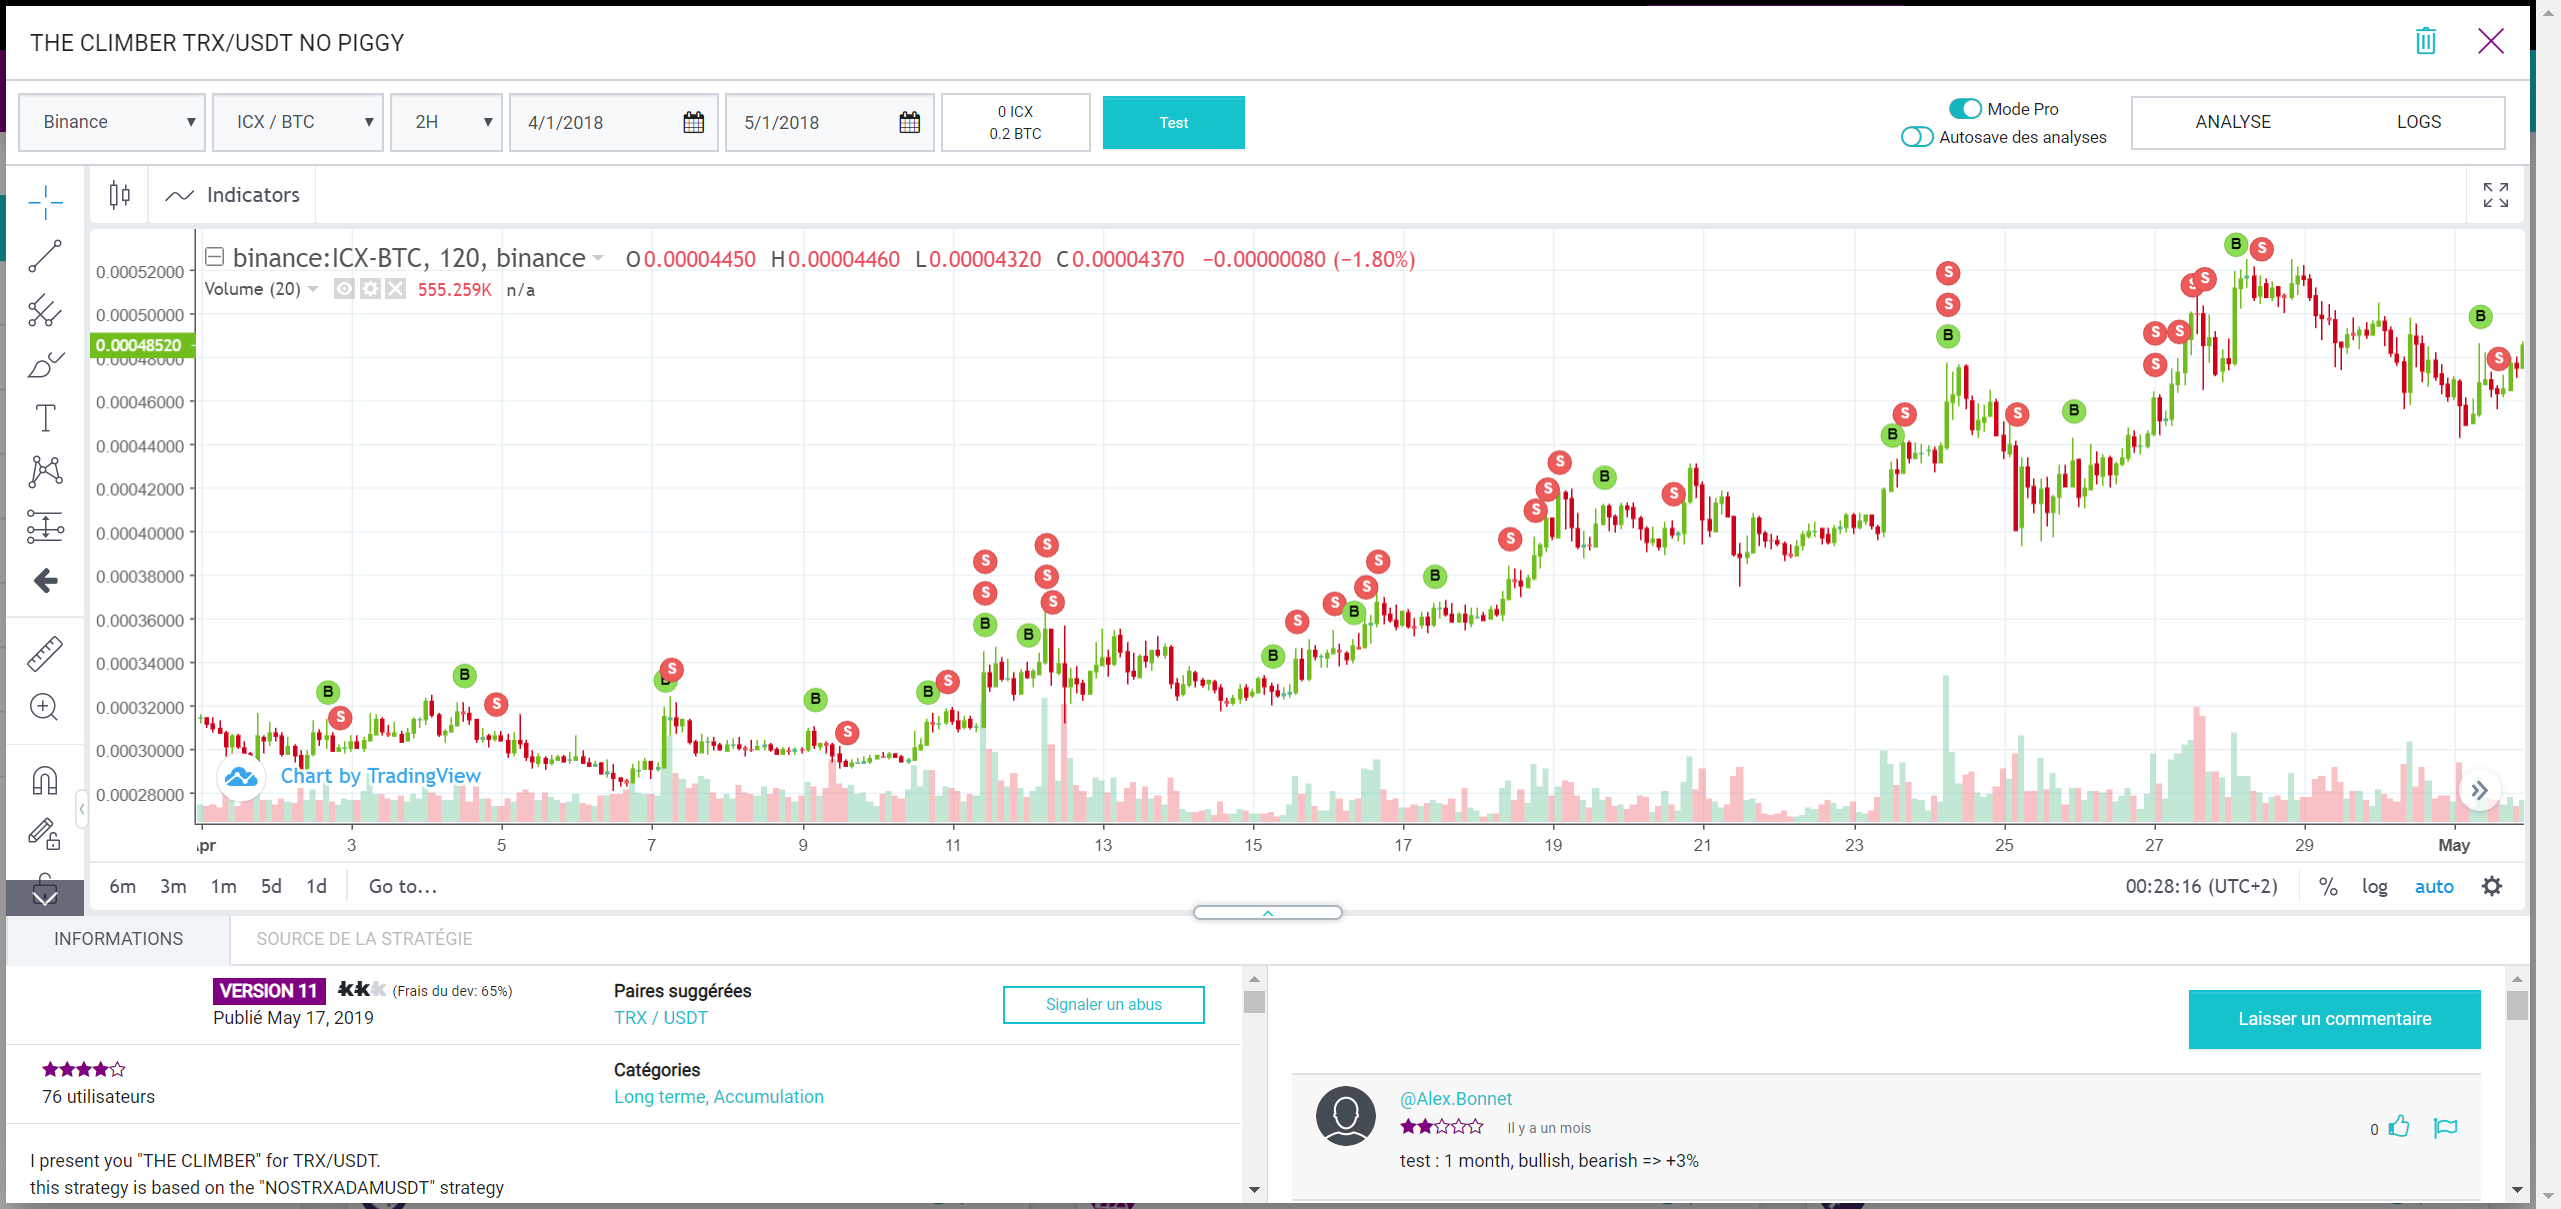 THE CLIMBER TRX/USDT NO PIGGY
Binance
ICX / BTC
2H
4/1/2018
5/1/2018
0 ICX
0.2 BTC
Test
Mode Pro
Autosave des analyses
ANALYSE
LOGS
Indicators
binance:ICX-BTC, 120, binance
O0.00004450 H0.00004460 L0.00004320 C0.00004370 −0.00000080 (−1.80%)
Volume (20)
555.259K n/a
0.00052000
0.00050000
0.00048520
0.00048000
0.00046000
0.00044000
0.00042000
0.00040000
0.00038000
0.00036000
0.00034000
0.00032000
0.00030000
0.00028000
Chart by TradingView
pr 3 5 7 9 11 13 15 17 19 21 23 25 27 29 May
6m 3m 1m 5d 1d Go to...
00:28:16 (UTC+2) % log auto
INFORMATIONS
SOURCE DE LA STRATÉGIE
VERSION 11 (Frais du dev: 65%)
Publié May 17, 2019
Paires suggérées
TRX / USDT
Signaler un abus
76 utilisateurs
Catégories
Long terme, Accumulation
I present you "THE CLIMBER" for TRX/USDT.
this strategy is based on the "NOSTRXADAMUSDT" strategy
Laisser un commentaire
@Alex.Bonnet
Il y a un mois
0
test : 1 month, bullish, bearish => +3%